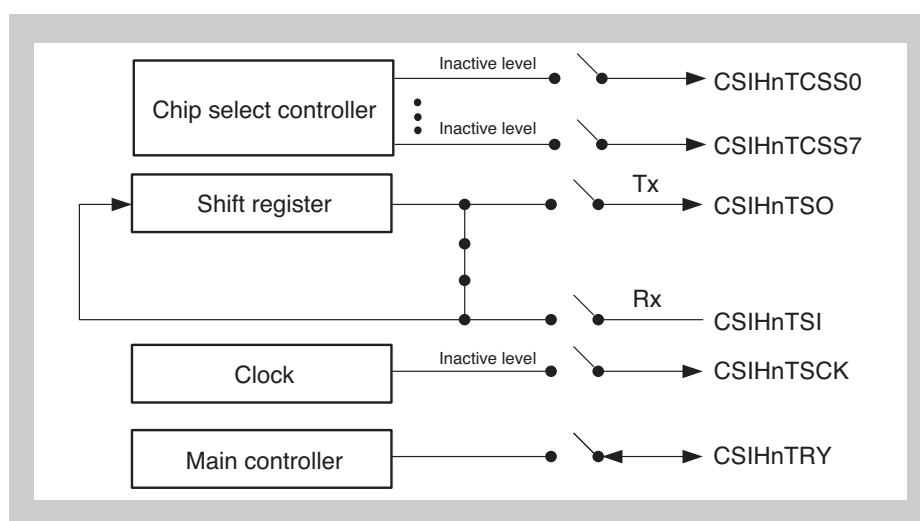 Inactive level
CSIHnTCSS0
Chip select controller
Inactive level
CSIHnTCSS7
Shift register
Tx
CSIHnTSO
Rx
CSIHnTSI
Clock
Inactive level
CSIHnTSCK
Main controller
CSIHnTRY